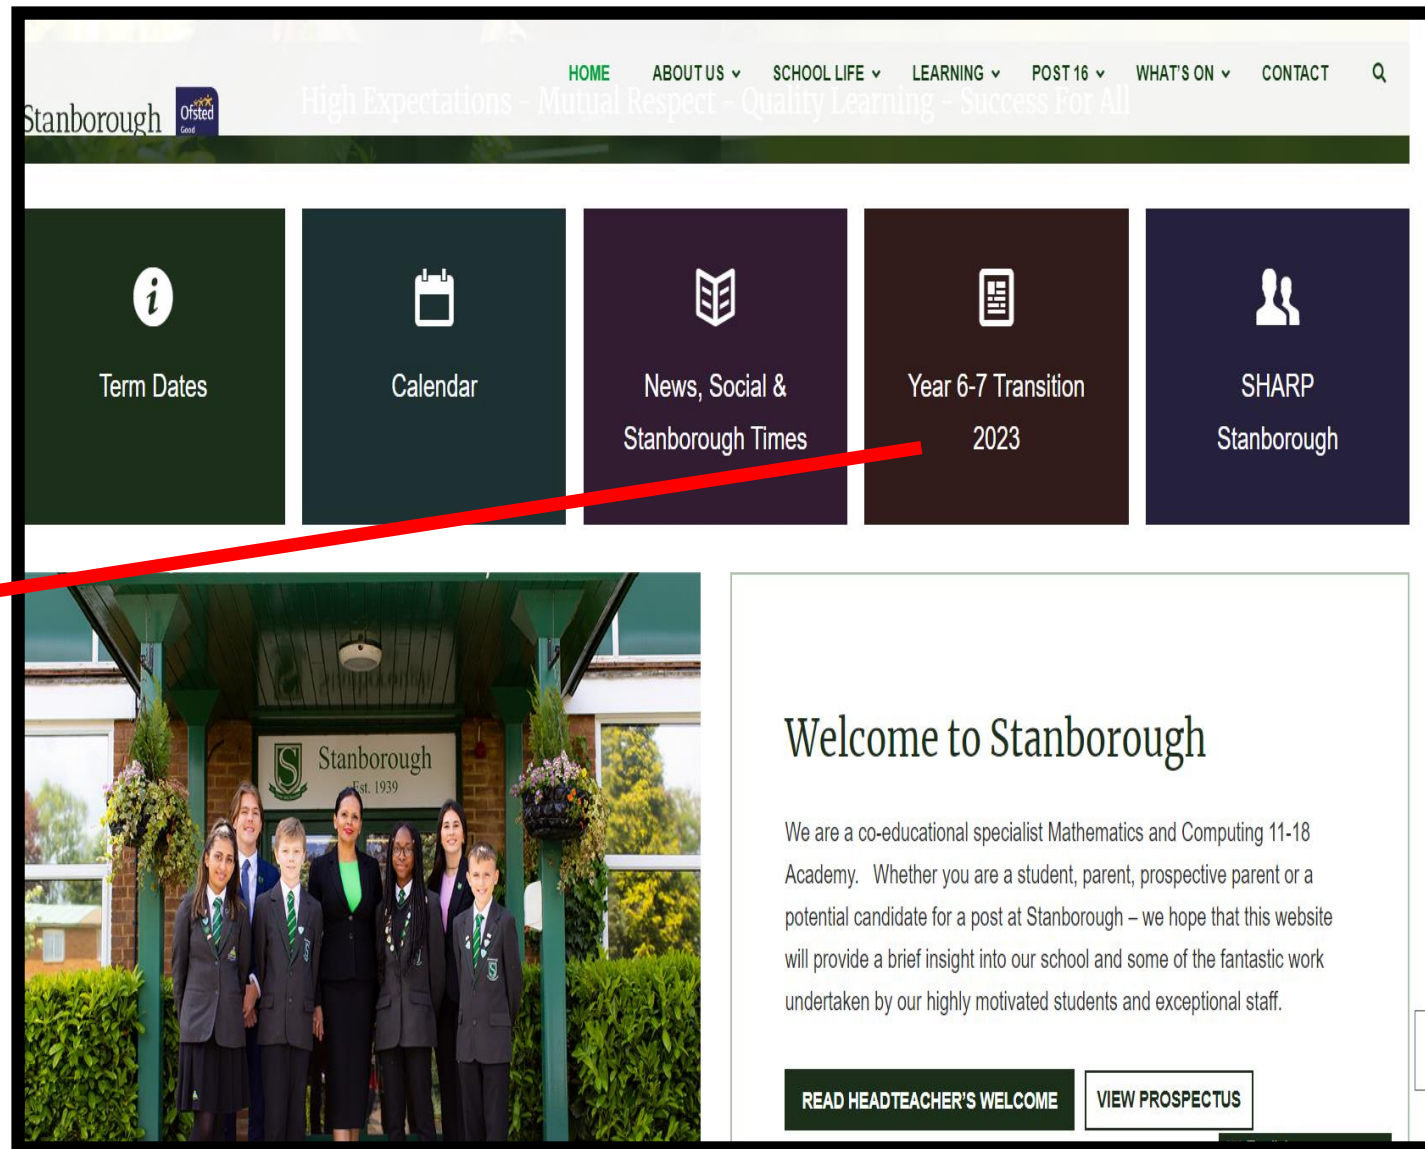 HOME ABOUT US SCHOOL LIFE LEARNING POST 16 WHAT'S ON CONTACT
High Expectations - Mutual Respect - Quality Learning - Success For All
Stanborough
Ofsted
Good
Term Dates
Calendar
News, Social &
Stanborough Times
Year 6-7 Transition
2023
SHARP
Stanborough
Stanborough
Est. 1939
S
Welcome to Stanborough
We are a co-educational specialist Mathematics and Computing 11-18
Academy. Whether you are a student, parent, prospective parent or a
potential candidate for a post at Stanborough – we hope that this website
will provide a brief insight into our school and some of the fantastic work
undertaken by our highly motivated students and exceptional staff.
READ HEADTEACHER'S WELCOME
VIEW PROSPECTUS